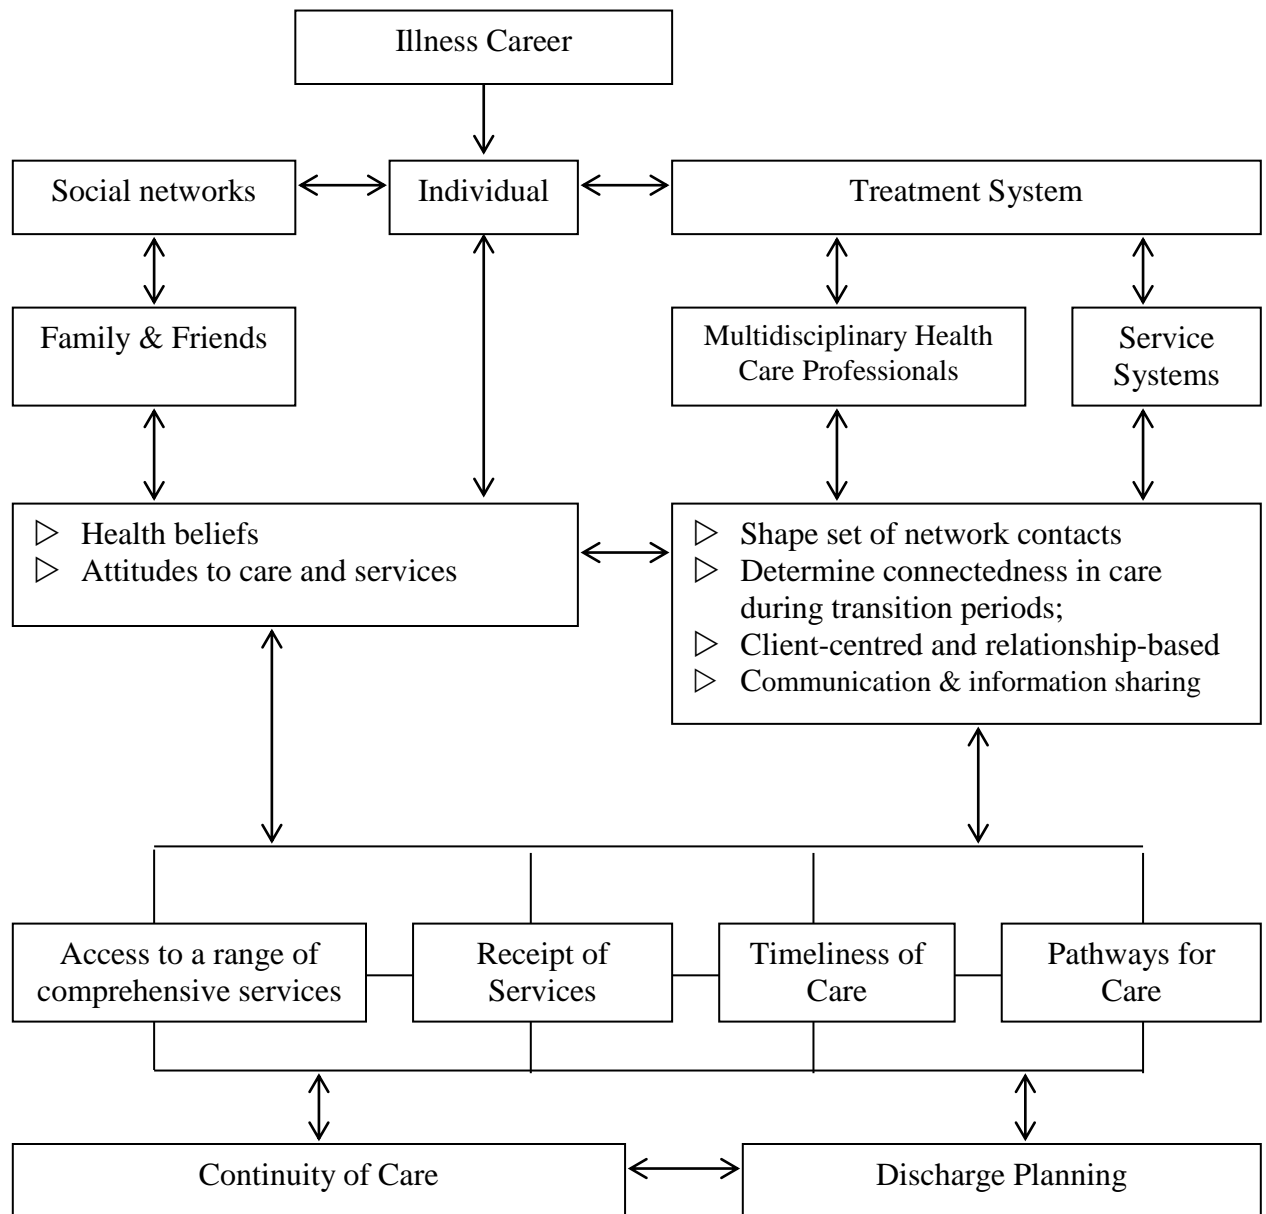 Illness Career
Social networks
Individual
Treatment System
Family & Friends
Multidisciplinary Health
Care Professionals
Service
Systems
Health beliefs
Attitudes to care and services
Shape set of network contacts
Determine connectedness in care
during transition periods;
Client-centred and relationship-based
Communication & information sharing
Access to a range of
comprehensive services
Receipt of
Services
Timeliness of
Care
Pathways for
Care
Continuity of Care
Discharge Planning